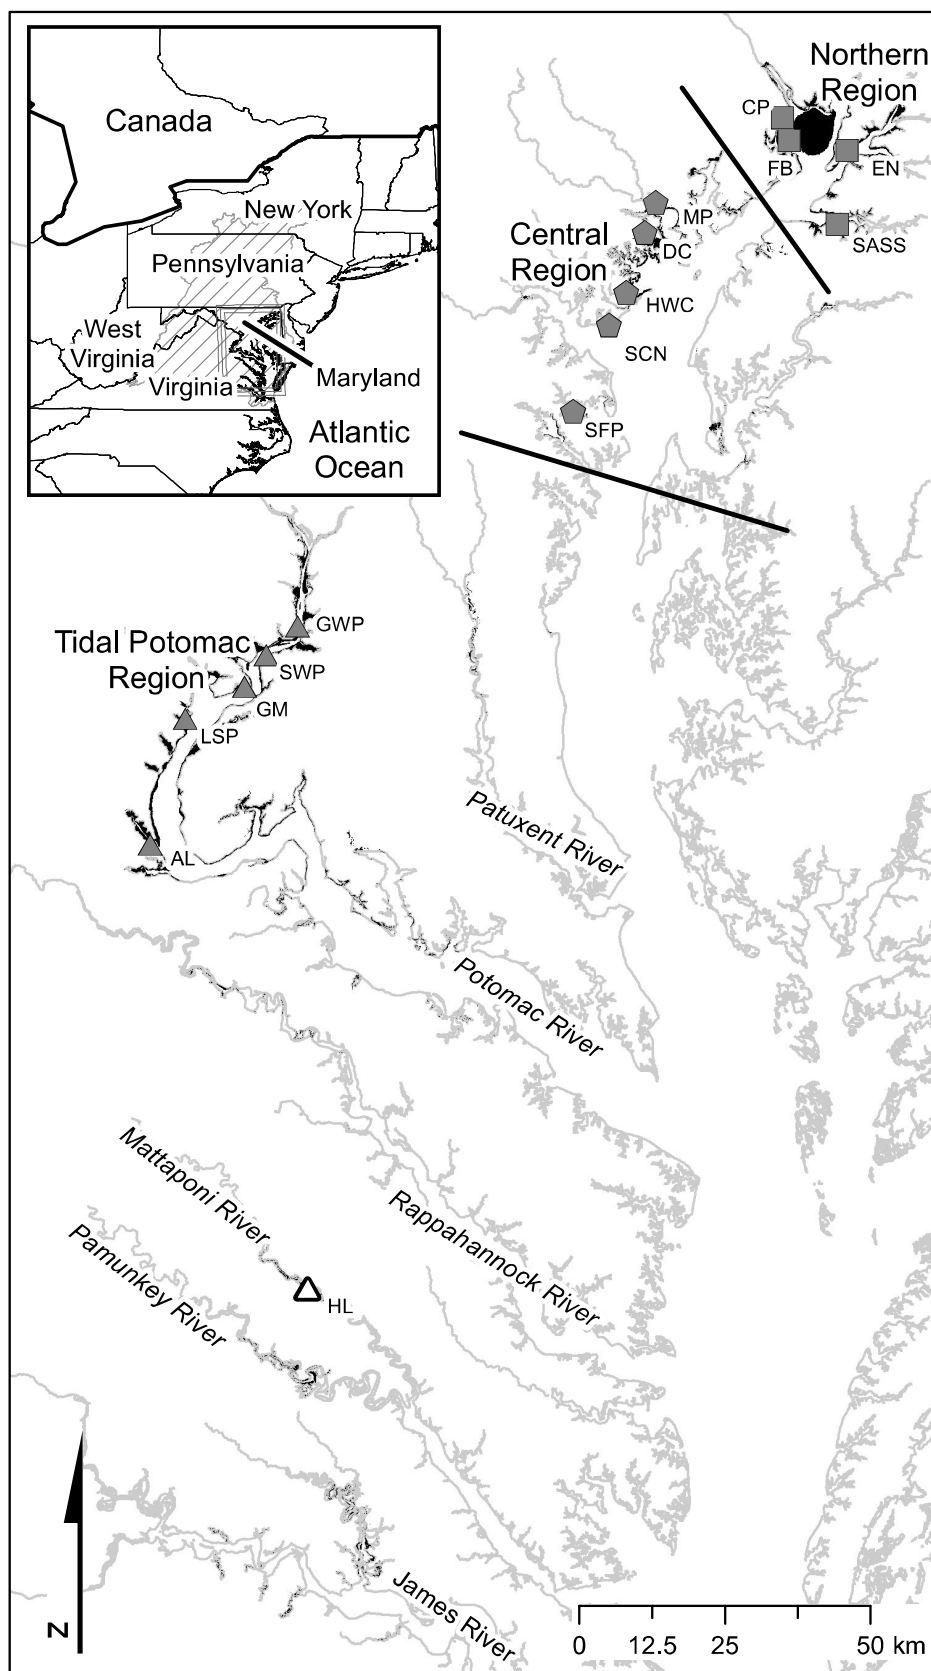 Canada
New York
Pennsylvania
West
Virginia
Virginia
Maryland
Atlantic
Ocean
Northern
Region
CP
FB
EN
SASS
Central
Region
MP
DC
HWC
SCN
SFP
Tidal Potomac
Region
GWP
SWP
GM
LSP
AL
Patuxent River
Potomac River
Mattaponi River
Rappahannock River
Pamunkey River
HL
James River
N
0 12.5 25 50 km